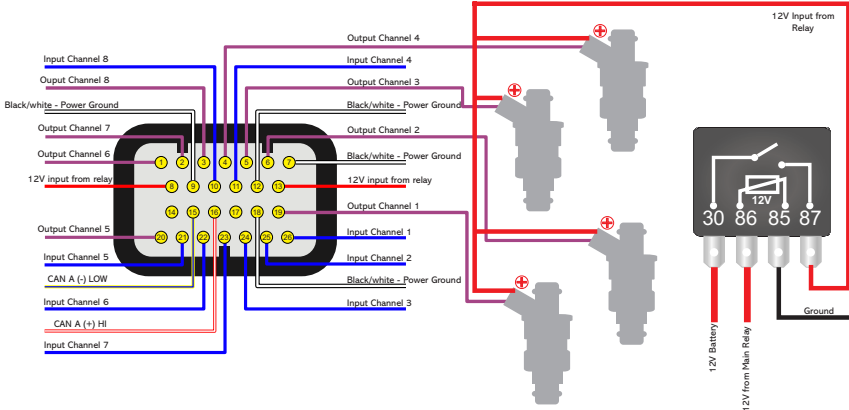 12V Input from
Relay
Output Channel 4
Input Channel 8
Input Channel 4
Ouput Channel 8
Output Channel 3
Black/white - Power Ground
Black/white - Power Ground
Output Channel 7
Output Channel 2
Output Channel 6
Black/white - Power Ground
1 2 3 4 5 6 7
12V input from relay
12V input from relay
8 9 10 11 12 13
Output Channel 1
14 15 16 17 18 19
Output Channel 5
Input Channel 1
20 21 22 23 24 25 26
Input Channel 5
Input Channel 2
CAN A (-) LOW
Black/white - Power Ground
Input Channel 6
Input Channel 3
CAN A (+) HI
Input Channel 7
12V
30 86 85 87
Ground
12V Battery
12V from Main Relay